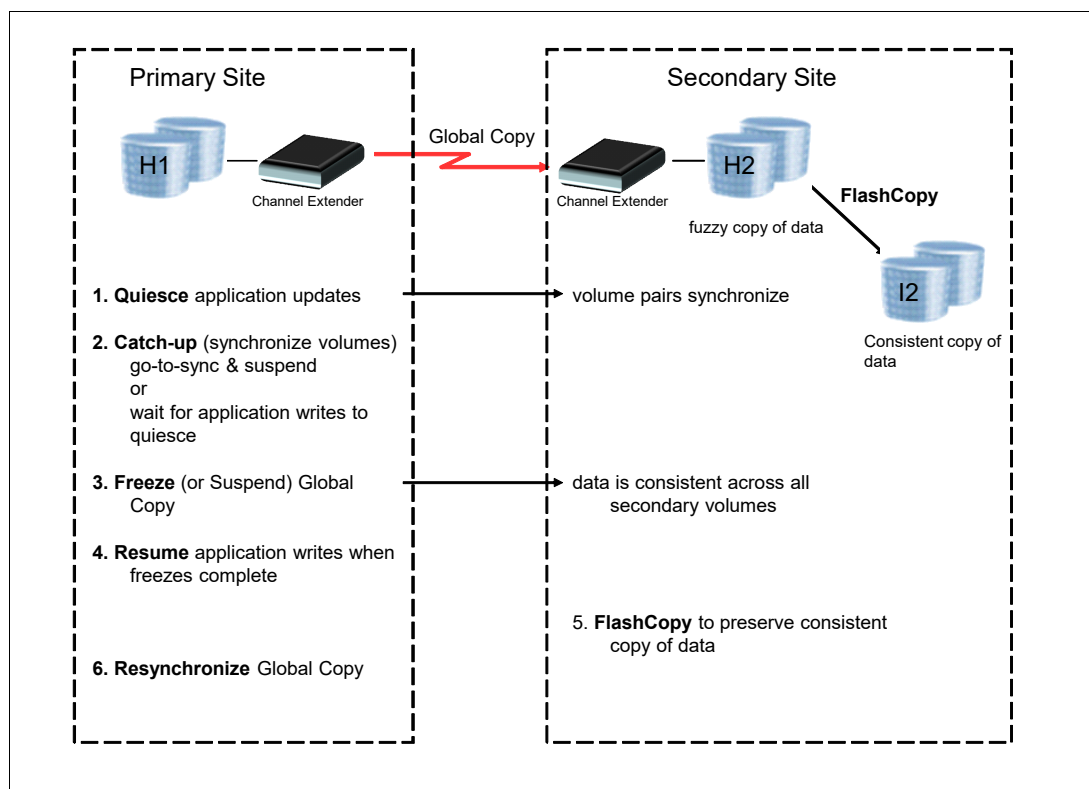 Primary Site
Secondary Site
Global Copy
H1
H2
Channel Extender
Channel Extender
FlashCopy
fuzzy copy of data
I2
Consistent copy of
data
1. Quiesce application updates
volume pairs synchronize
2. Catch-up (synchronize volumes)
go-to-sync & suspend
or
wait for application writes to
quiesce
3. Freeze (or Suspend) Global
Copy
data is consistent across all
secondary volumes
4. Resume application writes when
freezes complete
5. FlashCopy to preserve consistent
copy of data
6. Resynchronize Global Copy